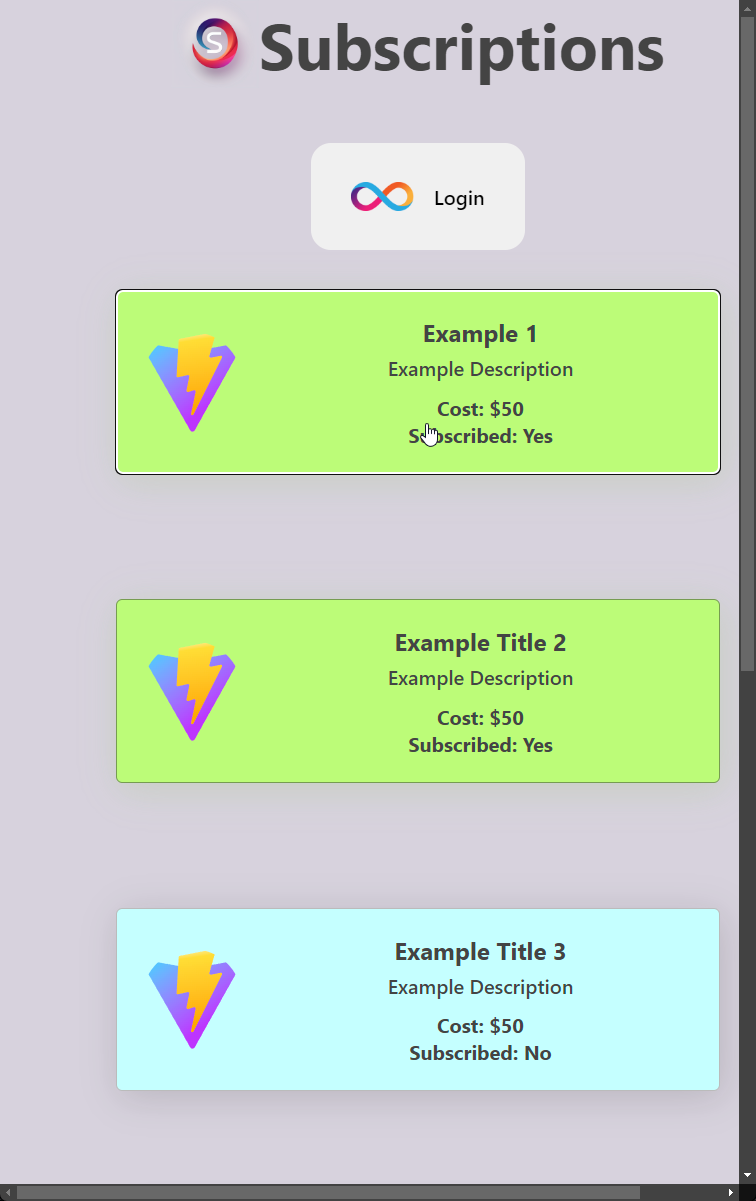 S
Subscriptions
Login
Example 1
Example Description
Cost: $50
Subscribed: Yes
Example Title 2
Example Description
Cost: $50
Subscribed: Yes
Example Title 3
Example Description
Cost: $50
Subscribed: No